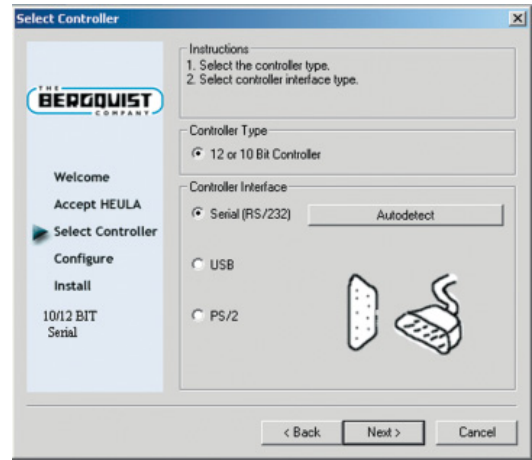 Select Controller
Instructions
1. Select the controller type.
2. Select controller interface type.
THE
BERGQUIST
COMPANY
Controller Type
12 or 10 Bit Controller
Welcome
Accept HEULA
Select Controller
Configure
Install
10/12 BIT
Serial
Controller Interface
Serial (RS/232)
Autodetect
USB
PS/2
< Back
Next >
Cancel